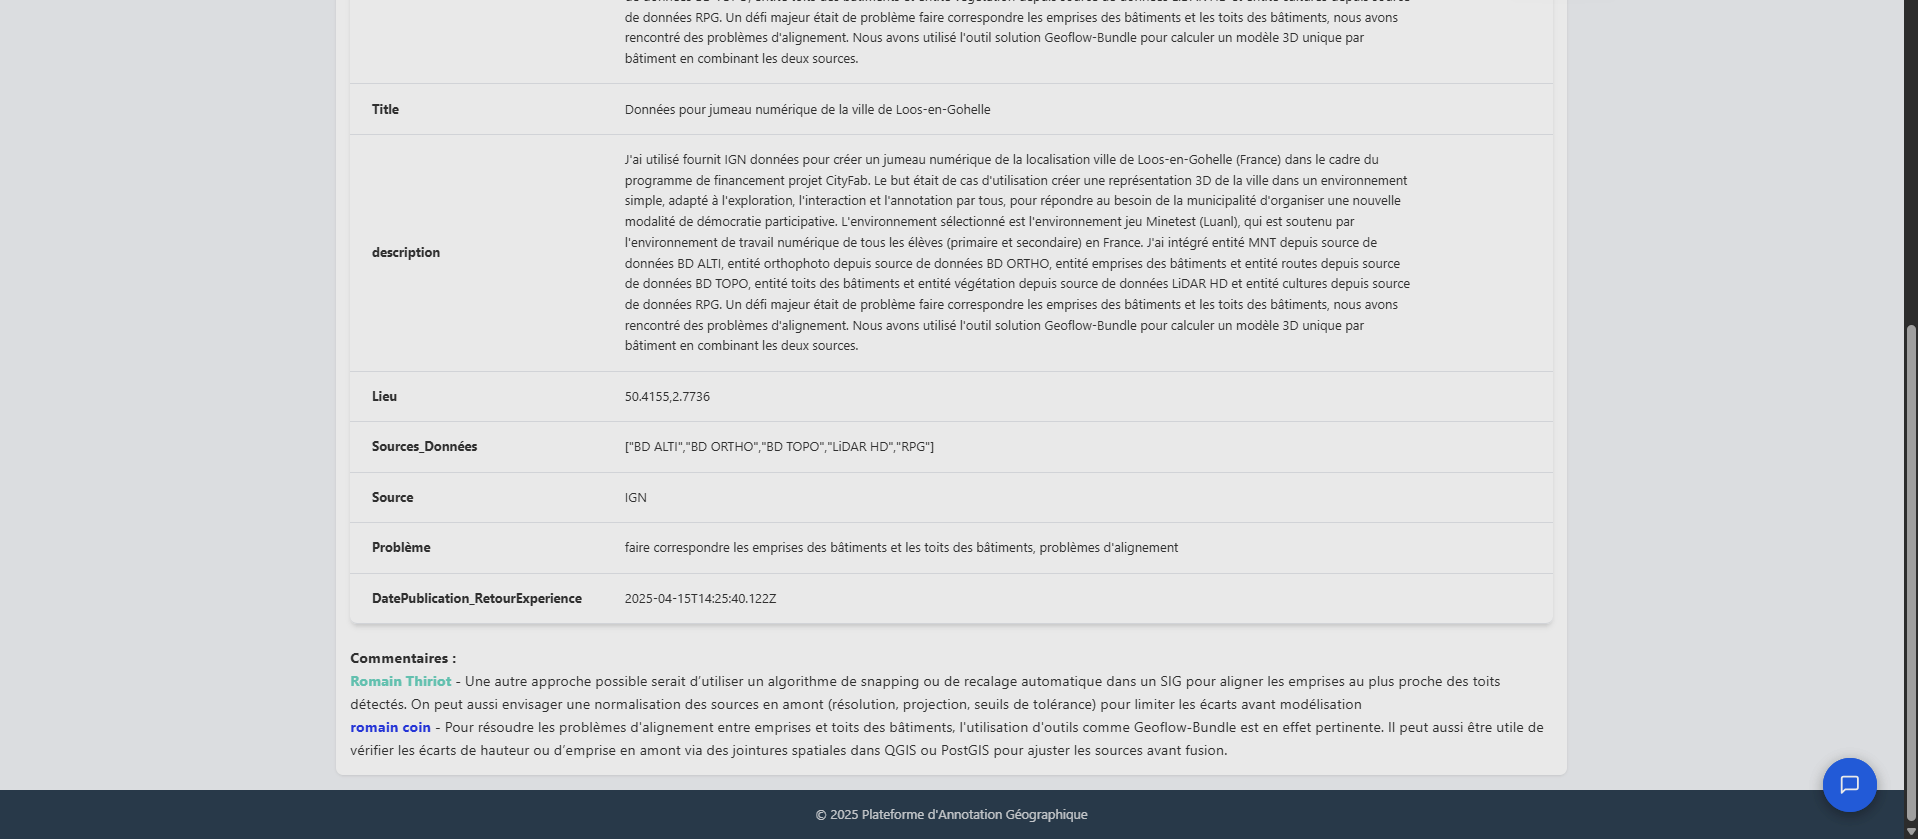 de données RPG. Un défi majeur était de problème faire correspondre les emprises des bâtiments et les toits des bâtiments, nous avons
rencontré des problèmes d'alignement. Nous avons utilisé l'outil solution Geoflow-Bundle pour calculer un modèle 3D unique par
bâtiment en combinant les deux sources.
Title
Données pour jumeau numérique de la ville de Loos-en-Gohelle
description
J'ai utilisé fournit IGN données pour créer un jumeau numérique de la localisation ville de Loos-en-Gohelle (France) dans le cadre du
programme de financement projet CityFab. Le but était de cas d'utilisation créer une représentation 3D de la ville dans un environnement
simple, adapté à l'exploration, l'interaction et l'annotation par tous, pour répondre au besoin de la municipalité d'organiser une nouvelle
modalité de démocratie participative. L'environnement sélectionné est l'environnement jeu Minetest (Luanl), qui est soutenu par
l'environnement de travail numérique de tous les élèves (primaire et secondaire) en France. J'ai intégré entité MNT depuis source de
données BD ALTI, entité orthophoto depuis source de données BD ORTHO, entité emprises des bâtiments et entité routes depuis source
de données BD TOPO, entité toits des bâtiments et entité végétation depuis source de données LiDAR HD et entité cultures depuis source
de données RPG. Un défi majeur était de problème faire correspondre les emprises des bâtiments et les toits des bâtiments, nous avons
rencontré des problèmes d'alignement. Nous avons utilisé l'outil solution Geoflow-Bundle pour calculer un modèle 3D unique par
bâtiment en combinant les deux sources.
Lieu
50.4155,2.7736
Sources_Données
["BD ALTI","BD ORTHO","BD TOPO","LiDAR HD","RPG"]
Source
IGN
Problème
faire correspondre les emprises des bâtiments et les toits des bâtiments, problèmes d'alignement
DatePublication_RetourExperience
2025-04-15T14:25:40.122Z
Commentaires :
Romain Thiriot - Une autre approche possible serait d’utiliser un algorithme de snapping ou de recalage automatique dans un SIG pour aligner les emprises au plus proche des toits
détectés. On peut aussi envisager une normalisation des sources en amont (résolution, projection, seuils de tolérance) pour limiter les écarts avant modélisation
romain coin - Pour résoudre les problèmes d'alignement entre emprises et toits des bâtiments, l'utilisation d'outils comme Geoflow-Bundle est en effet pertinente. Il peut aussi être utile de
vérifier les écarts de hauteur ou d’emprise en amont via des jointures spatiales dans QGIS ou PostGIS pour ajuster les sources avant fusion.
© 2025 Plateforme d'Annotation Géographique